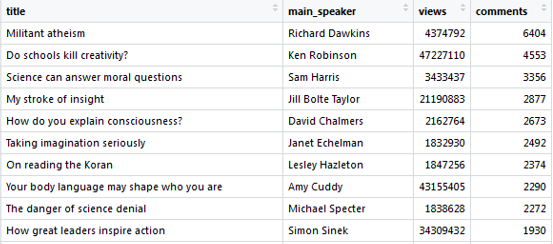 title main_speaker views comments
Militant atheism Richard Dawkins 4374792 6404
Do schools kill creativity? Ken Robinson 47227110 4553
Science can answer moral questions Sam Harris 3433437 3356
My stroke of insight Jill Bolte Taylor 21190883 2877
How do you explain consciousness? David Chalmers 2162764 2673
Taking imagination seriously Janet Echelman 1832930 2492
On reading the Koran Lesley Hazleton 1847256 2374
Your body language may shape who you are Amy Cuddy 43155405 2290
The danger of science denial Michael Specter 1838628 2272
How great leaders inspire action Simon Sinek 34309432 1930